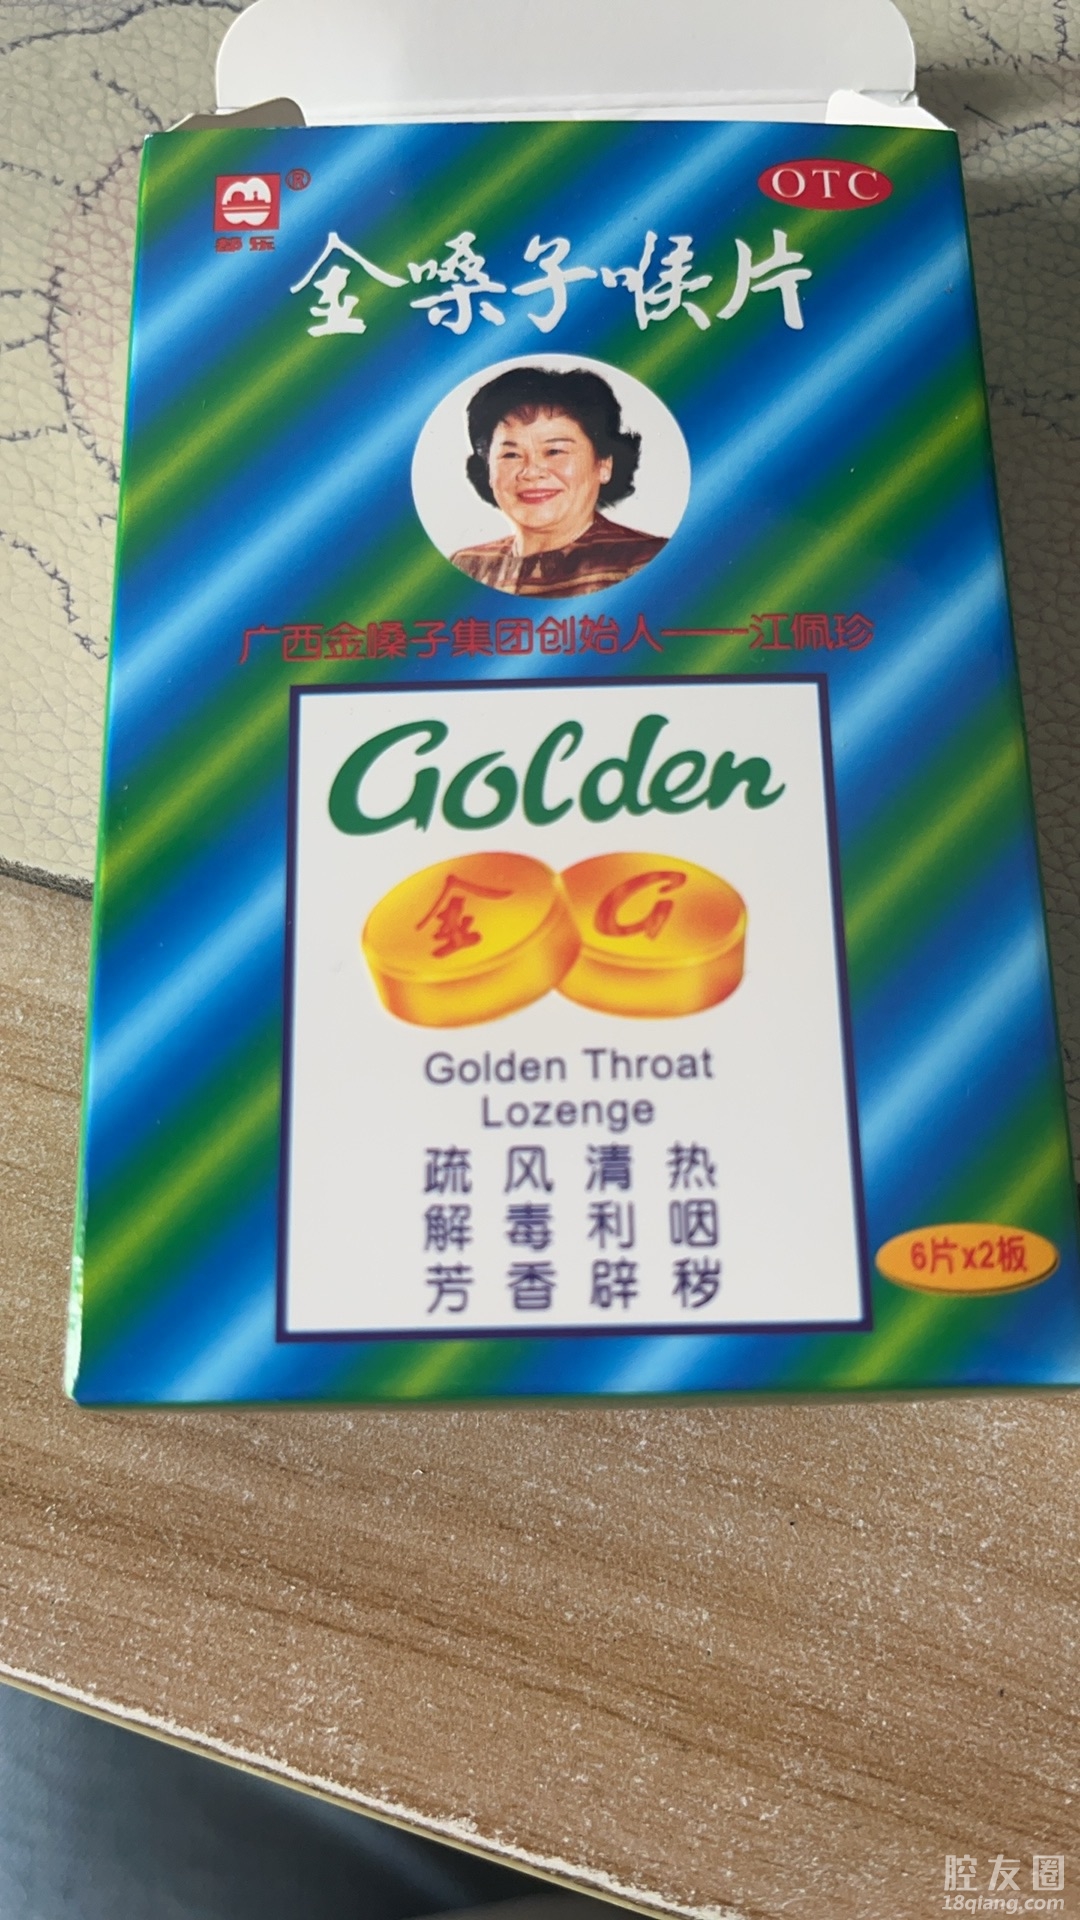 都乐
®
OTC
金嗓子喉片
广西金嗓子集团创始人——江佩珍
Golden
金 G
Golden Throat
Lozenge
疏风清热
解毒利咽
芳香辟秽
6片x2板
腔友圈
18qiang.com